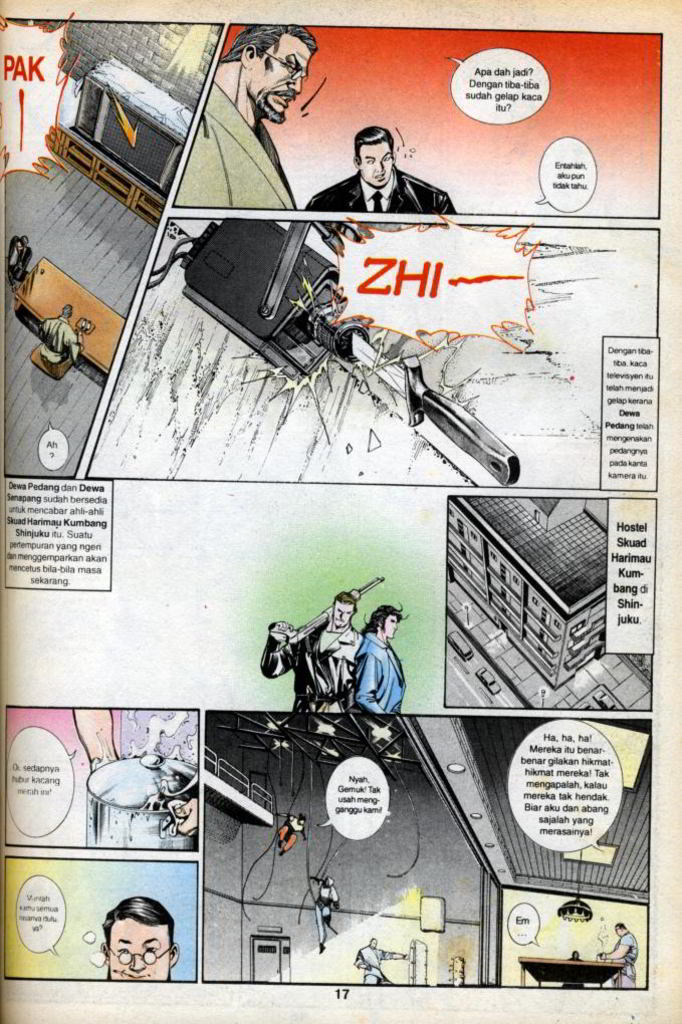 PAK
Ah
?
Apa dah jadi?
Dengan tiba-tiba
sudah gelap kaca
itu?
Entahlah,
aku pun
tidak tahu.
ZHI
Dengan tiba-
tiba, kaca
televisyen itu
telah menjadi
gelap kerana
Dewa
Pedang telah
mengenakan
pedangnya
pada kanta
kamera itu.
Dewa Pedang dan Dewa
Senapang sudah bersedia
untuk mencabar ahli-ahli
Skuad Harimau Kumbang
Shinjuku itu. Suatu
pertempuran yang ngeri
dan menggemparkan akan
mencetus bila-bila masa
sekarang.
Hostel
Skuad
Harimau
Kum-
bang di
Shin-
juku.
sedapnya
bubur kacang
merah ini!
Nyah,
Gemuk! Tak
usah meng-
ganggu kami!
Ha, ha, ha!
Mereka itu benar-
benar gilakan hikmat-
hikmat mereka! Tak
mengapalah, kalau
mereka tak hendak.
Biar aku dan abang
sajalah yang
merasainya!
kamu semua
ya?
Em
...
17